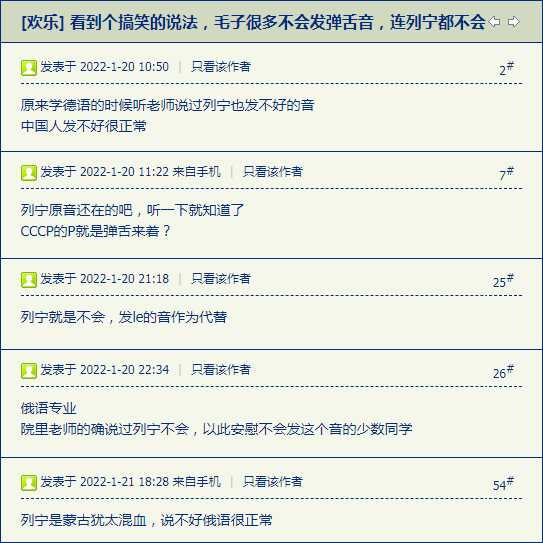 [欢乐] 看到个搞笑的说法，毛子很多不会发弹舌音，连列宁都不会
发表于 2022-1-20 10:50 | 只看该作者 2#
原来学德语的时候听老师说过列宁也发不好的音
中国人发不好很正常
发表于 2022-1-20 11:22 来自手机 | 只看该作者 7#
列宁原音还在的吧，听一下就知道了
CCCP的P就是弹舌来着？
发表于 2022-1-20 21:18 | 只看该作者 25#
列宁就是不会，发le的音作为代替
发表于 2022-1-20 22:34 | 只看该作者 26#
俄语专业
院里老师的确说过列宁不会，以此安慰不会发这个音的少数同学
发表于 2022-1-21 18:28 来自手机 | 只看该作者 54#
列宁是蒙古犹太混血，说不好俄语很正常